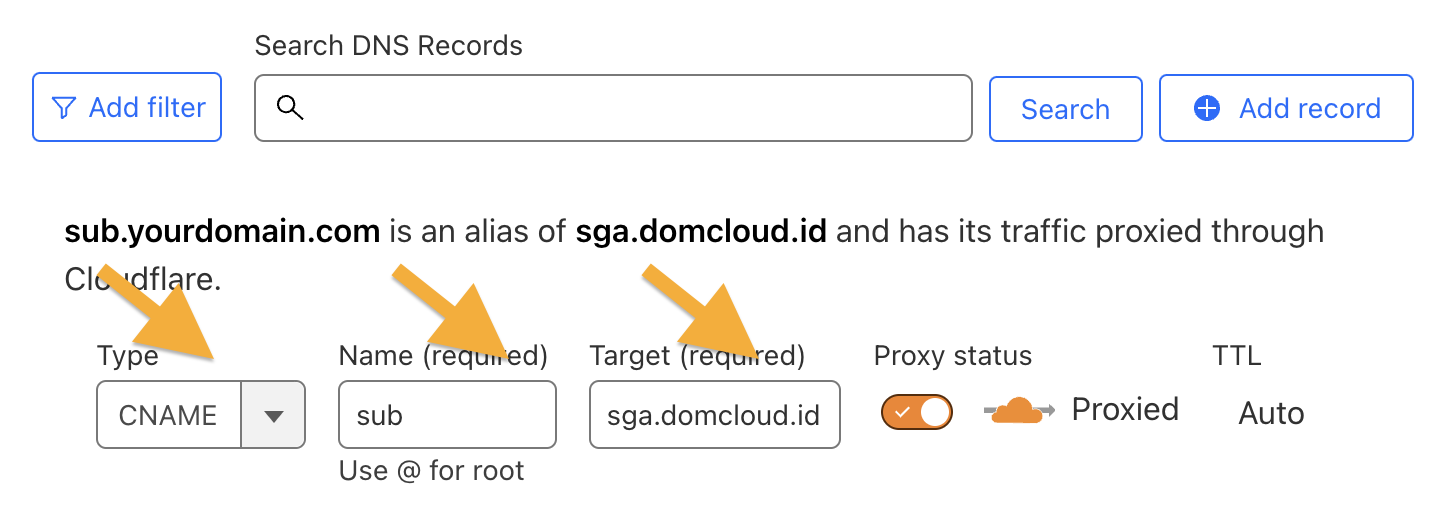 Search DNS Records
Add filter
Search
Add record
sub.yourdomain.com is an alias of sga.domcloud.id and has its traffic proxied through
Cloudflare.
Type
Name (required)
Target (required)
Proxy status
TTL
CNAME
sub
sga.domcloud.id
Proxied
Auto
Use @ for root